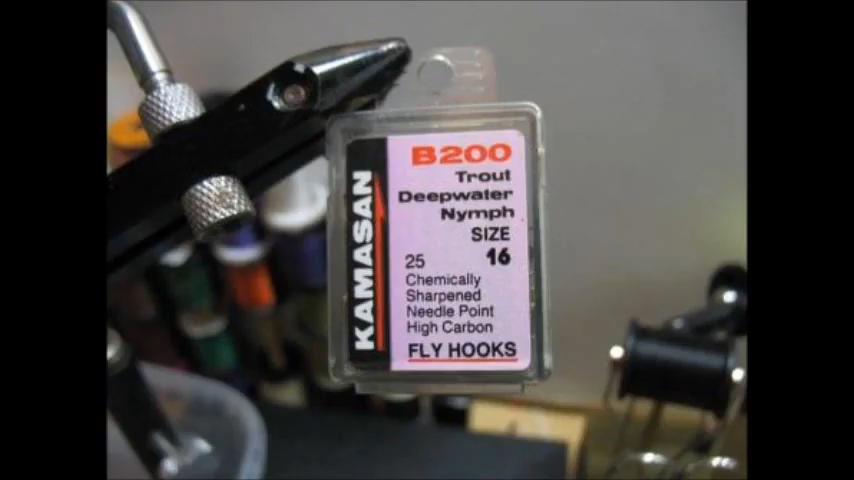 KAMASAN
B200
Trout
Deepwater
Nymph
SIZE
25 16
Chemically
Sharpened
Needle Point
High Carbon
FLY HOOKS